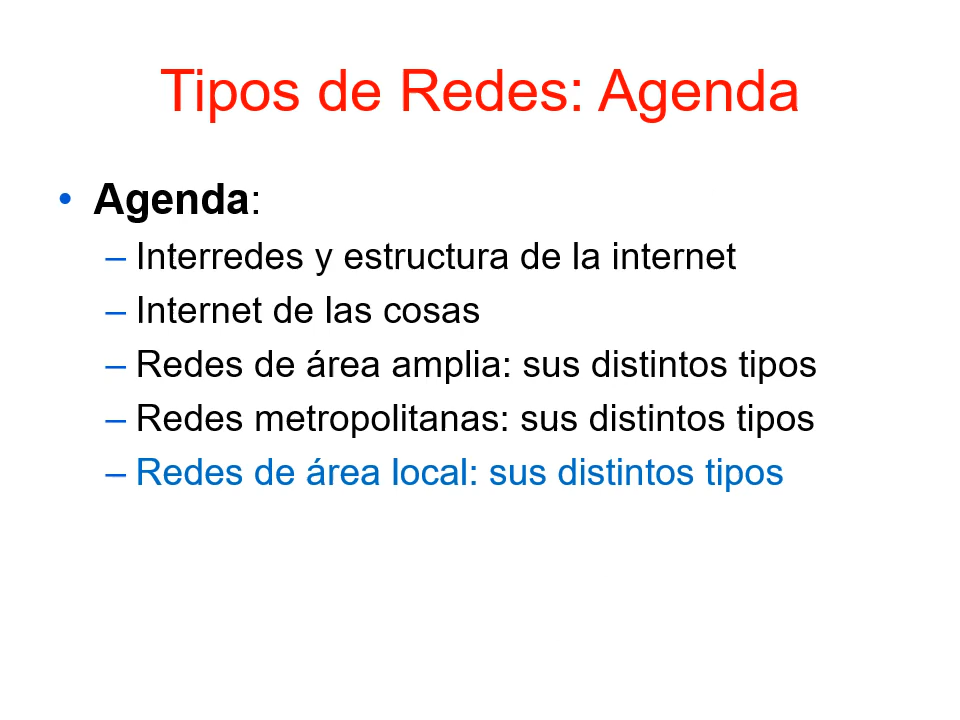 Tipos de Redes: Agenda
• Agenda:
– Interredes y estructura de la internet
– Internet de las cosas
– Redes de área amplia: sus distintos tipos
– Redes metropolitanas: sus distintos tipos
– Redes de área local: sus distintos tipos